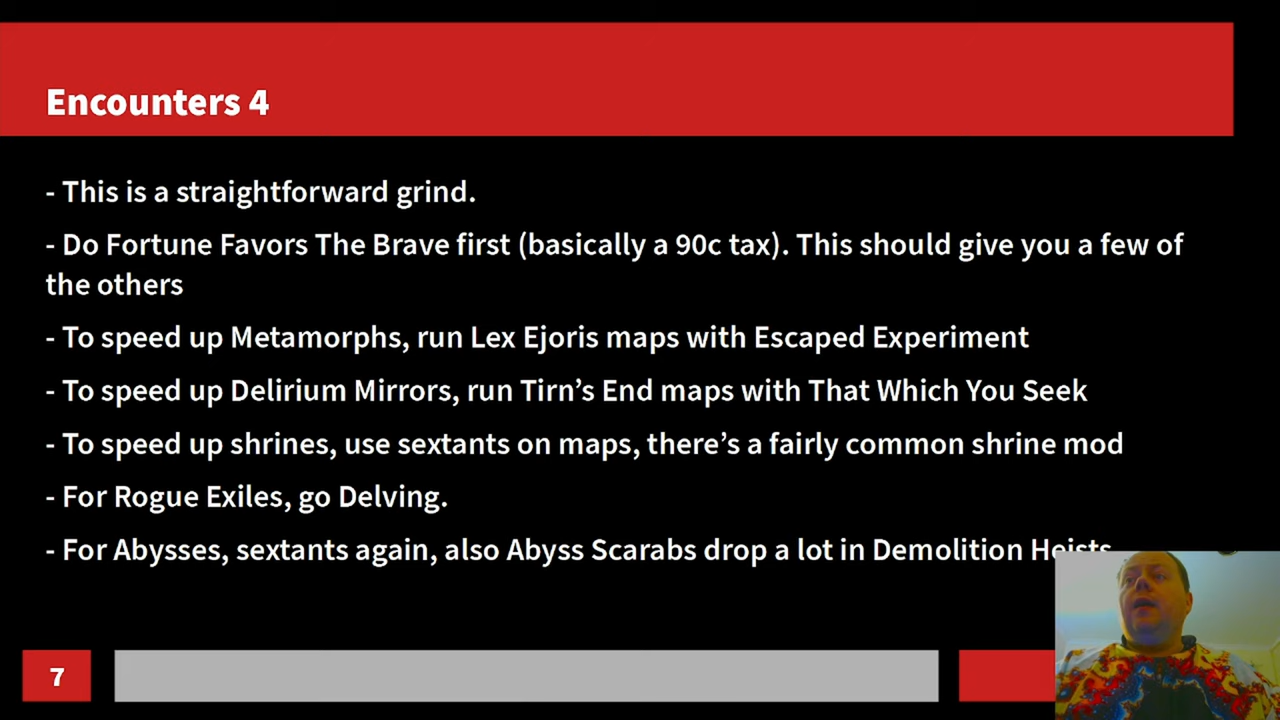 Encounters 4
- This is a straightforward grind.
- Do Fortune Favors The Brave first (basically a 90c tax). This should give you a few of
the others
- To speed up Metamorphs, run Lex Ejoris maps with Escaped Experiment
- To speed up Delirium Mirrors, run Tirn's End maps with That Which You Seek
- To speed up shrines, use sextants on maps, there's a fairly common shrine mod
- For Rogue Exiles, go Delving.
- For Abysses, sextants again, also Abyss Scarabs drop a lot in Demolition Heists
7